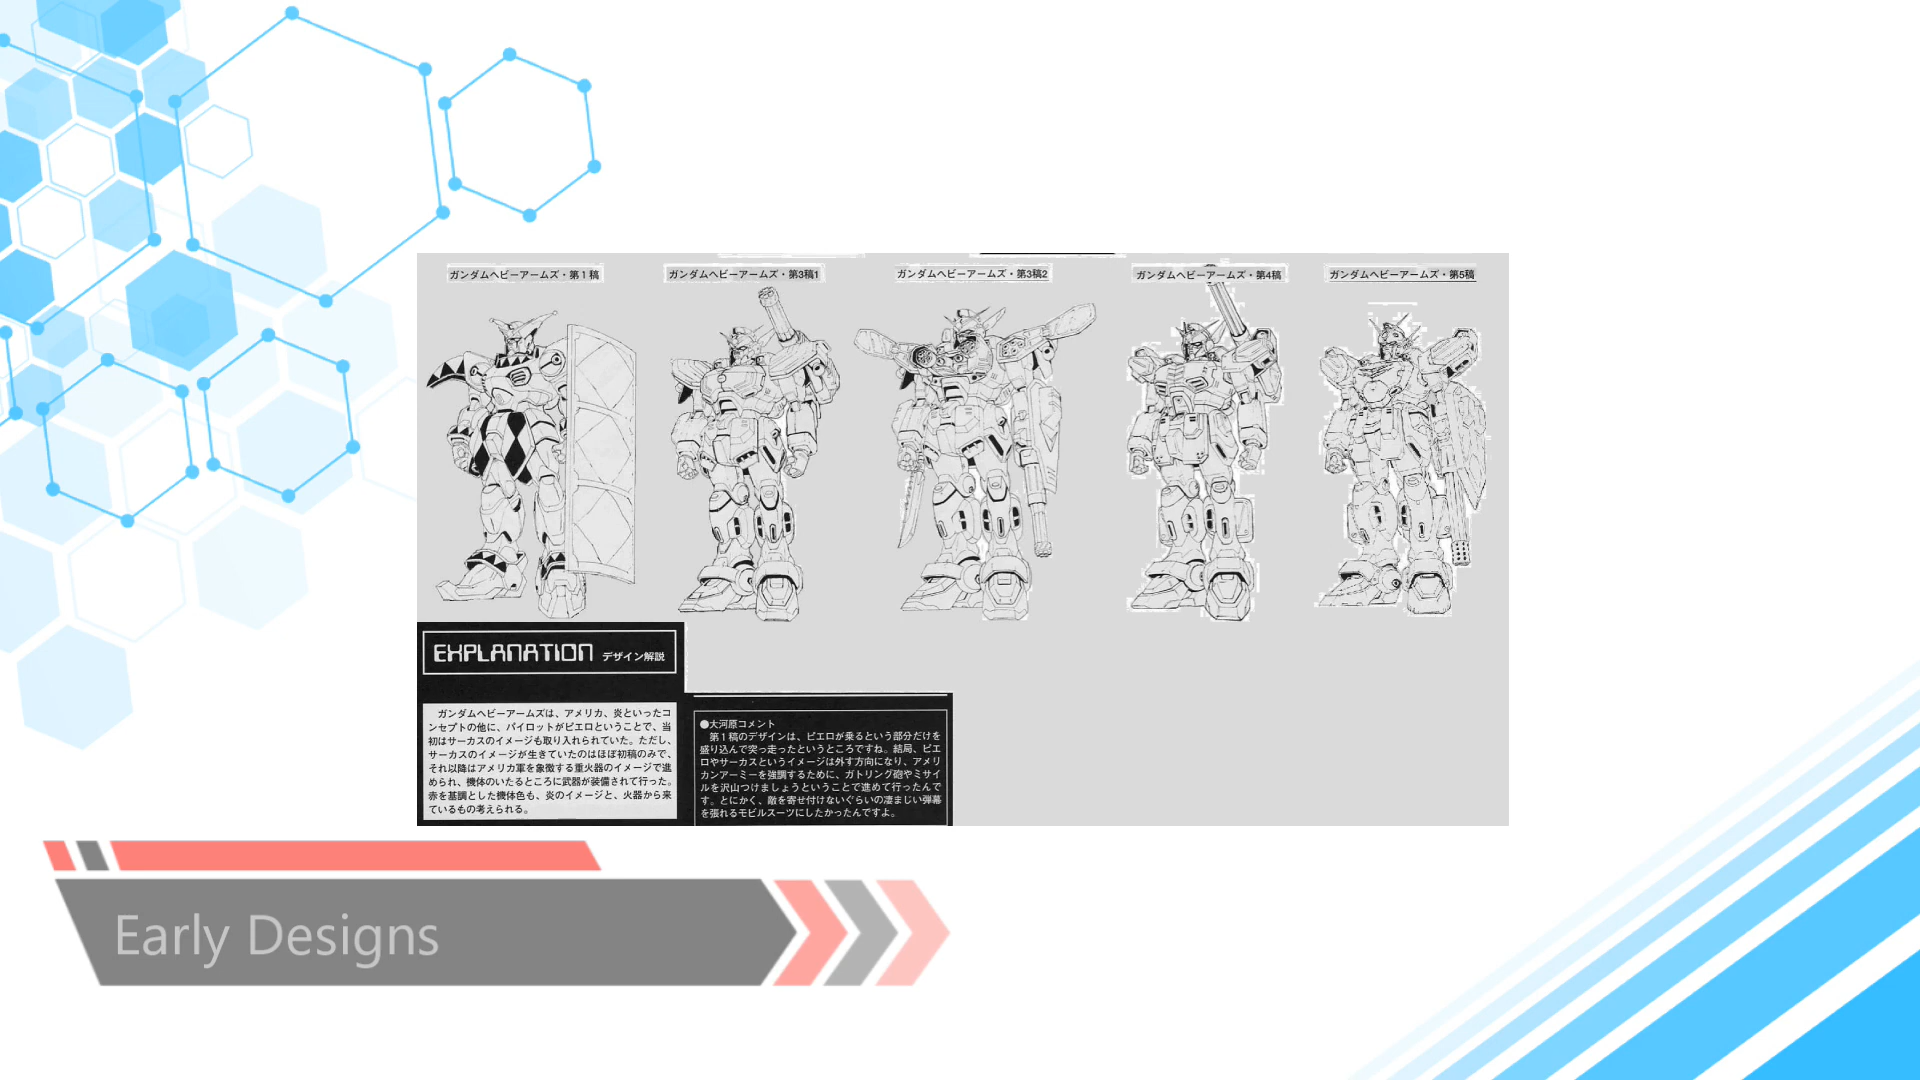 ガンダムヘビーアームズ・第1稿
ガンダムヘビーアームズ・第3稿1
ガンダムヘビーアームズ・第3稿2
ガンダムヘビーアームズ・第4稿
ガンダムヘビーアームズ・第5稿
EXPLANATION デザイン解説
ガンダムヘビーアームズは、アメリカ、炎といったコ
ンセプトの他に、パイロットがピエロということで、当
初はサーカスのイメージも取り入れられていた。ただし、
サーカスのイメージが生きていたのはほぼ初稿のみで、
それ以降はアメリカ軍を象徴する重火器のイメージで進
められ、機体のいたるところに武器が装備されて行った。
赤を基調とした機体色も、炎のイメージと、火器から来
ているもの考えられる。
●大河原コメント
第1稿のデザインは、ピエロが乗るという部分だけを
盛り込んで突っ走ったというところですね。結局、ピエ
ロやサーカスというイメージは外す方向になり、アメリ
カンアーミーを強調するために、ガトリング砲やミサイ
ルを沢山つけましょうということで進めて行ったんで
す。とにかく、敵を寄せ付けないぐらいの凄まじい弾幕
を張れるモビルスーツにしたかったんですよ。
Early Designs